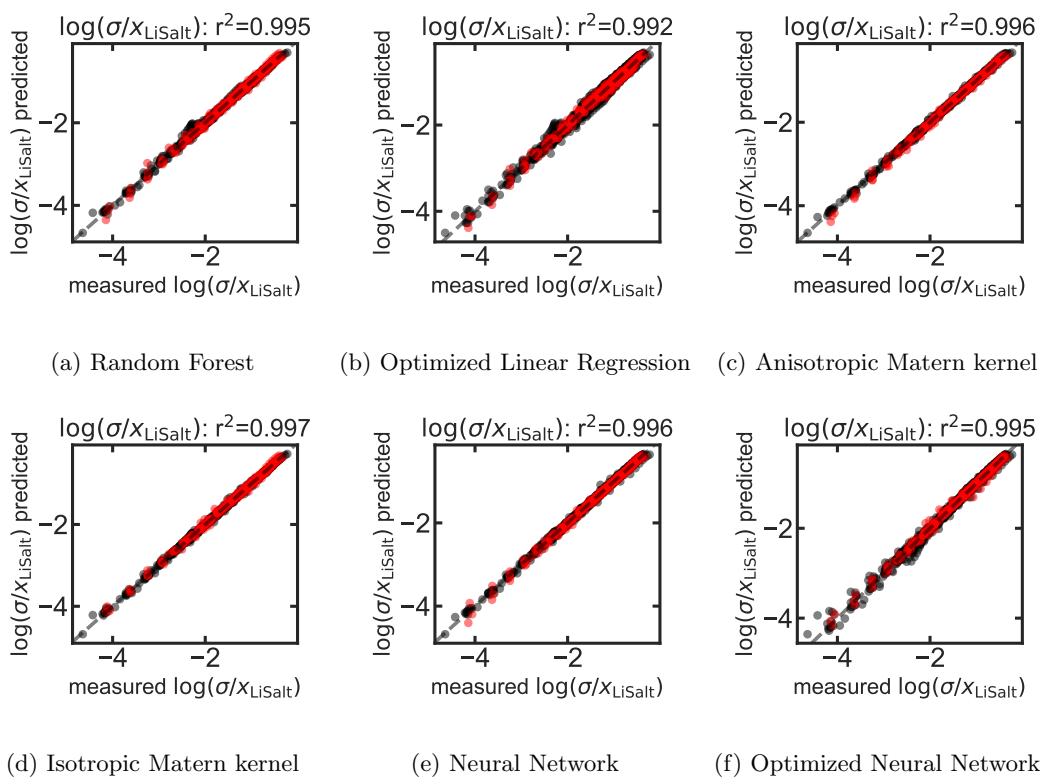 log(σ/x_LiSalt): r²=0.995
log(σ/x_LiSalt) predicted
−2
−4
−4
−2
measured log(σ/x_LiSalt)
(a) Random Forest
log(σ/x_LiSalt): r²=0.992
log(σ/x_LiSalt) predicted
−2
−4
−4
−2
measured log(σ/x_LiSalt)
(b) Optimized Linear Regression
log(σ/x_LiSalt): r²=0.996
log(σ/x_LiSalt) predicted
−2
−4
−4
−2
measured log(σ/x_LiSalt)
(c) Anisotropic Matern kernel
log(σ/x_LiSalt): r²=0.997
log(σ/x_LiSalt) predicted
−2
−4
−4
−2
measured log(σ/x_LiSalt)
(d) Isotropic Matern kernel
log(σ/x_LiSalt): r²=0.996
log(σ/x_LiSalt) predicted
−2
−4
−4
−2
measured log(σ/x_LiSalt)
(e) Neural Network
log(σ/x_LiSalt): r²=0.995
log(σ/x_LiSalt) predicted
−2
−4
−4
−2
measured log(σ/x_LiSalt)
(f) Optimized Neural Network